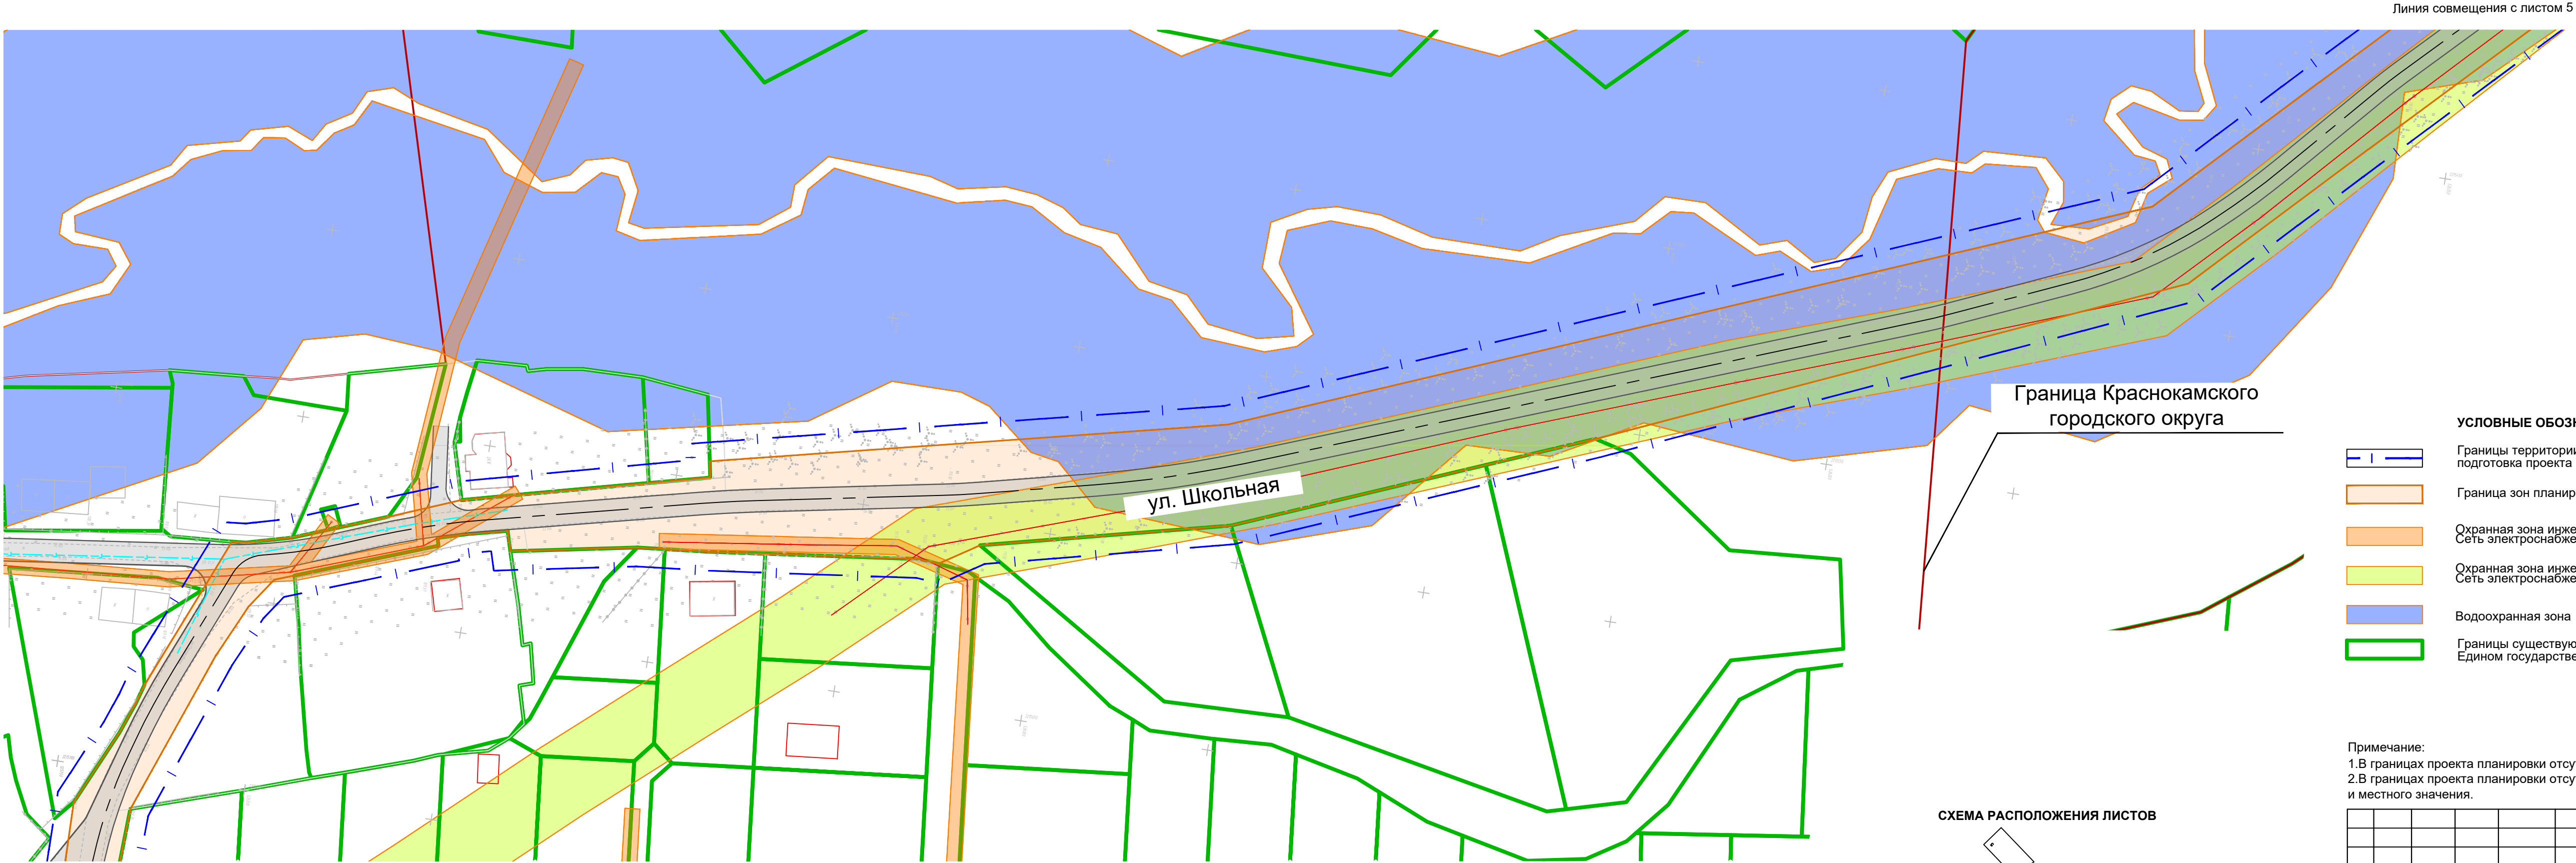 Линия совмещения с листом 5
Граница Краснокамского
городского округа
ул. Школьная
УСЛОВНЫЕ ОБОЗН
Границы территории
подготовка проекта
Граница зон планир
Охранная зона инже
Сеть электроснабже
Охранная зона инже
Сеть электроснабже
Водоохранная зона
Границы существую
Едином государстве
Примечание:
1.В границах проекта планировки отсу
2.В границах проекта планировки отсу
и местного значения.
СХЕМА РАСПОЛОЖЕНИЯ ЛИСТОВ